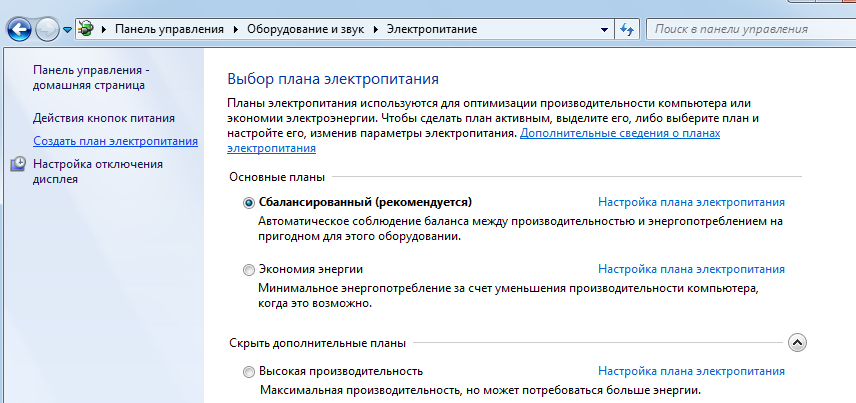 Панель управления Оборудование и звук Электропитание Поиск в панели управления
Панель управления -
домашняя страница
Действия кнопок питания
Создать план электропитания
Настройка отключения
дисплея
Выбор плана электропитания
Планы электропитания используются для оптимизации производительности компьютера или
экономии электроэнергии. Чтобы сделать план активным, выделите его, либо выберите план и
настройте его, изменив параметры электропитания. Дополнительные сведения о планах
электропитания
Основные планы
Сбалансированный (рекомендуется) Настройка плана электропитания
Автоматическое соблюдение баланса между производительностью и энергопотреблением на
пригодном для этого оборудовании.
Экономия энергии Настройка плана электропитания
Минимальное энергопотребление за счет уменьшения производительности компьютера,
когда это возможно.
Скрыть дополнительные планы
Высокая производительность Настройка плана электропитания
Максимальная производительность, но может потребоваться больше энергии.